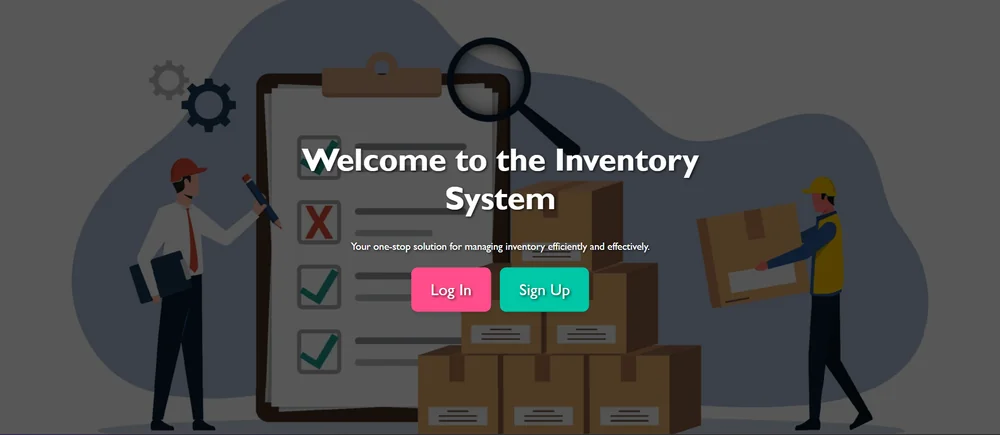 Welcome to the Inventory
System
Your one-stop solution for managing inventory efficiently and effectively.
Log In
Sign Up